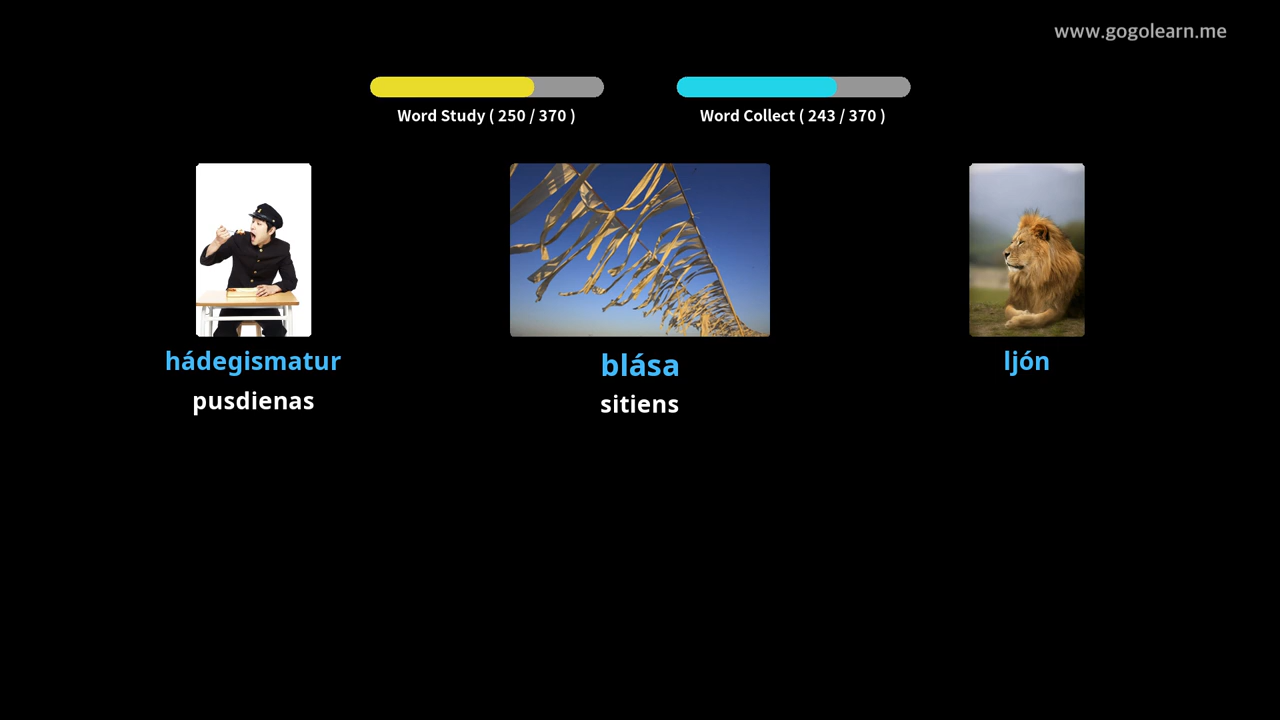 www.gogolearn.me
Word Study ( 250 / 370 )
Word Collect ( 243 / 370 )
hádegismatur
pusdienas
blása
sitiens
ljón